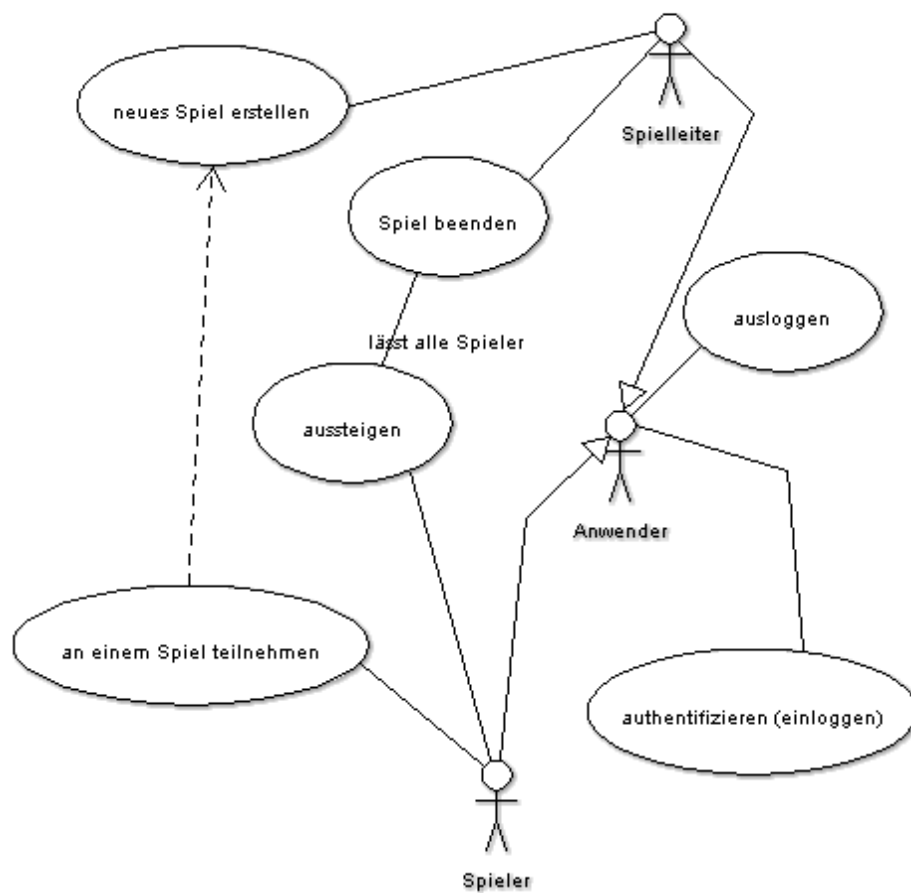 neues Spiel erstellen
Spielleiter
Spiel beenden
ausloggen
lässt alle Spieler
aussteigen
Anwender
an einem Spiel teilnehmen
authentifizieren (einloggen)
Spieler